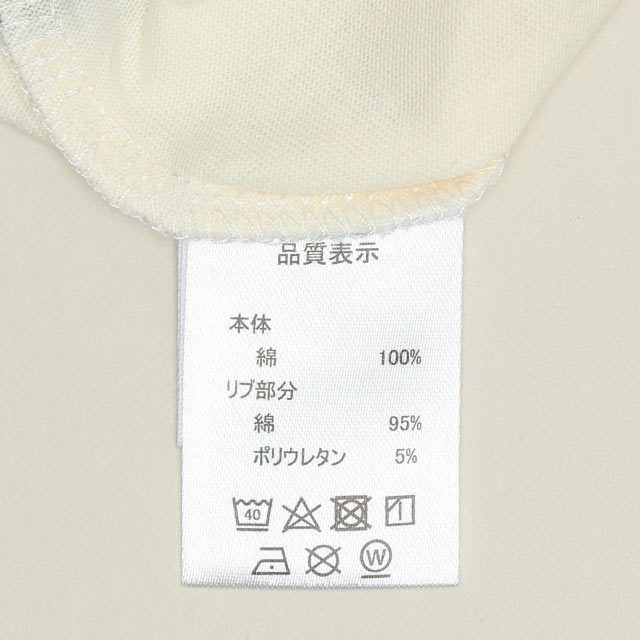 品質表示
本体
綿 100%
リブ部分
綿 95%
ポリウレタン 5%
40
W